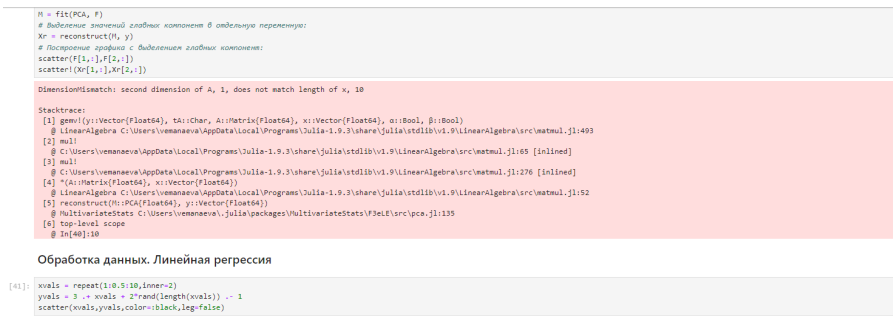 M = fit(PCA, F)
# Выделение значений главных компонент в отдельную переменную:
Xr = reconstruct(M, y)
# Построение графика с выделением главных компонент:
scatter(F[1,:],F[2,:])
scatter!(Xr[1,:],Xr[2,:])
DimensionMismatch: second dimension of A, 1, does not match length of x, 10
Stacktrace:
[1] gemv!(y::Vector{Float64}, tA::Char, A::Matrix{Float64}, x::Vector{Float64}, α::Bool, β::Bool)
@ LinearAlgebra C:\Users\vemanaeva\AppData\Local\Programs\Julia-1.9.3\share\julia\stdlib\v1.9\LinearAlgebra\src\matmul.jl:493
[2] mul!
@ C:\Users\vemanaeva\AppData\Local\Programs\Julia-1.9.3\share\julia\stdlib\v1.9\LinearAlgebra\src\matmul.jl:65 [inlined]
[3] mul!
@ C:\Users\vemanaeva\AppData\Local\Programs\Julia-1.9.3\share\julia\stdlib\v1.9\LinearAlgebra\src\matmul.jl:276 [inlined]
[4] *(A::Matrix{Float64}, x::Vector{Float64})
@ LinearAlgebra C:\Users\vemanaeva\AppData\Local\Programs\Julia-1.9.3\share\julia\stdlib\v1.9\LinearAlgebra\src\matmul.jl:52
[5] reconstruct(M::PCA{Float64}, y::Vector{Float64})
@ MultivariateStats C:\Users\vemanaeva\.julia\packages\MultivariateStats\F3eLE\src\pca.jl:135
[6] top-level scope
@ In[40]:10
Обработка данных. Линейная регрессия
[41]: xvals = repeat(1:0.5:10,inner=2)
yvals = 3 .+ xvals + 2*rand(length(xvals)) .- 1
scatter(xvals,yvals,color=:black,leg=false)